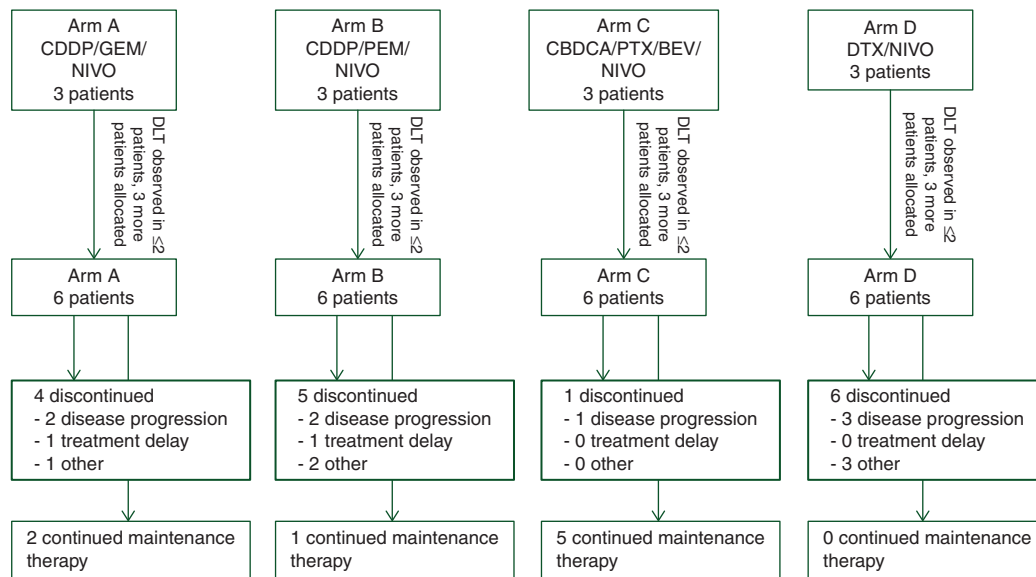 Arm A
CDDP/GEM/
NIVO
3 patients
DLT observed in ≤2
patients, 3 more
patients allocated
Arm A
6 patients
4 discontinued
- 2 disease progression
- 1 treatment delay
- 1 other
2 continued maintenance
therapy
Arm B
CDDP/PEM/
NIVO
3 patients
DLT observed in ≤2
patients, 3 more
patients allocated
Arm B
6 patients
5 discontinued
- 2 disease progression
- 1 treatment delay
- 2 other
1 continued maintenance
therapy
Arm C
CBDCA/PTX/BEV/
NIVO
3 patients
DLT observed in ≤2
patients, 3 more
patients allocated
Arm C
6 patients
1 discontinued
- 1 disease progression
- 0 treatment delay
- 0 other
5 continued maintenance
therapy
Arm D
DTX/NIVO
3 patients
DLT observed in ≤2
patients, 3 more
patients allocated
Arm D
6 patients
6 discontinued
- 3 disease progression
- 0 treatment delay
- 3 other
0 continued maintenance
therapy